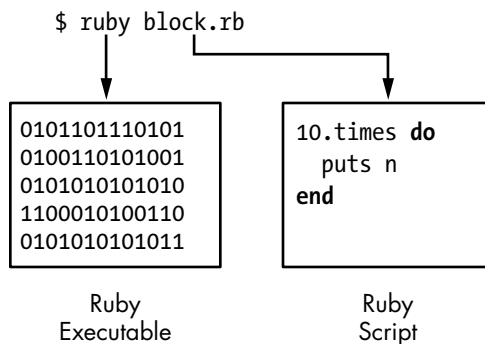 $ ruby block.rb
0101101110101
0100110101001
0101010101010
1100010100110
0101010101011
10.times do
puts n
end
Ruby
Executable
Ruby
Script